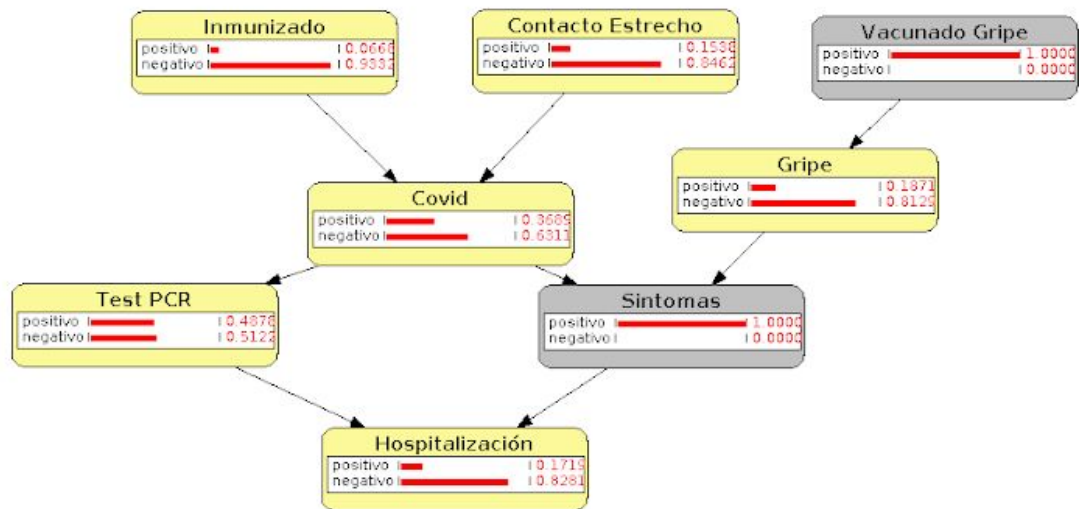 Inmunizado
positivo 0.0668
negativo 0.9332
Contacto Estrecho
positivo 0.1538
negativo 0.8462
Vacunado Gripe
positivo 1.0000
negativo 0.0000
Gripe
positivo 0.1871
negativo 0.8129
Covid
positivo 0.3689
negativo 0.6311
Test PCR
positivo 0.4878
negativo 0.5122
Sintomas
positivo 1.0000
negativo 0.0000
Hospitalización
positivo 0.1719
negativo 0.8281